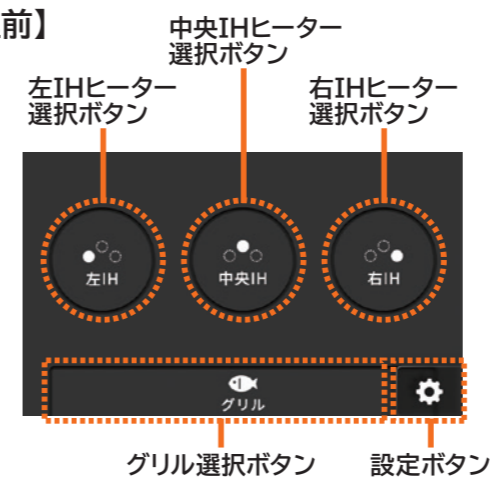 前】
中央IHヒーター
選択ボタン
左IHヒーター
選択ボタン
右IHヒーター
選択ボタン
左IH
中央IH
右IH
グリル
グリル選択ボタン
設定ボタン